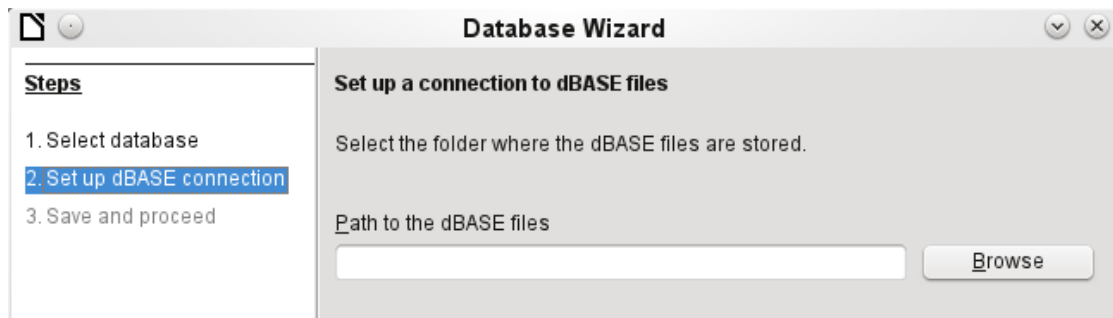 Database Wizard
Steps
1. Select database
2. Set up dBASE connection
3. Save and proceed
Set up a connection to dBASE files
Select the folder where the dBASE files are stored.
Path to the dBASE files
Browse